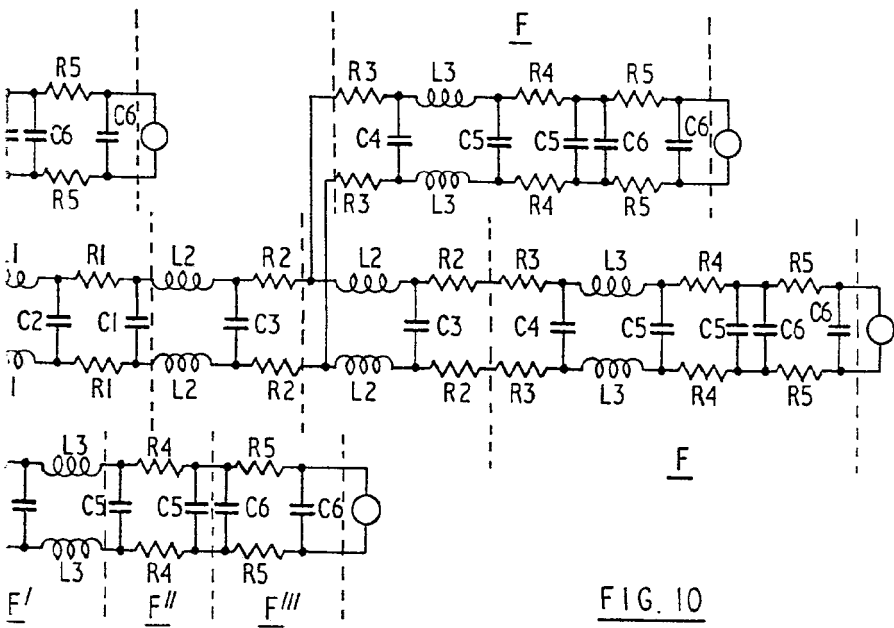 F
R5
C6
C6
R5
R3 L3 R4 R5
C4 C5 C5 C6 C6
R3 L3 R4 R5
R1 L2 R2 L2 R2 R3 L3 R4 R5
C2 C1 C3 C3 C4 C5 C5 C6 C6
R1 L2 R2 L2 R2 R3 L3 R4 R5
F
L3 R4 R5
C5 C5 C6 C6
L3 R4 R5
F' F'' F'''
FIG. 10